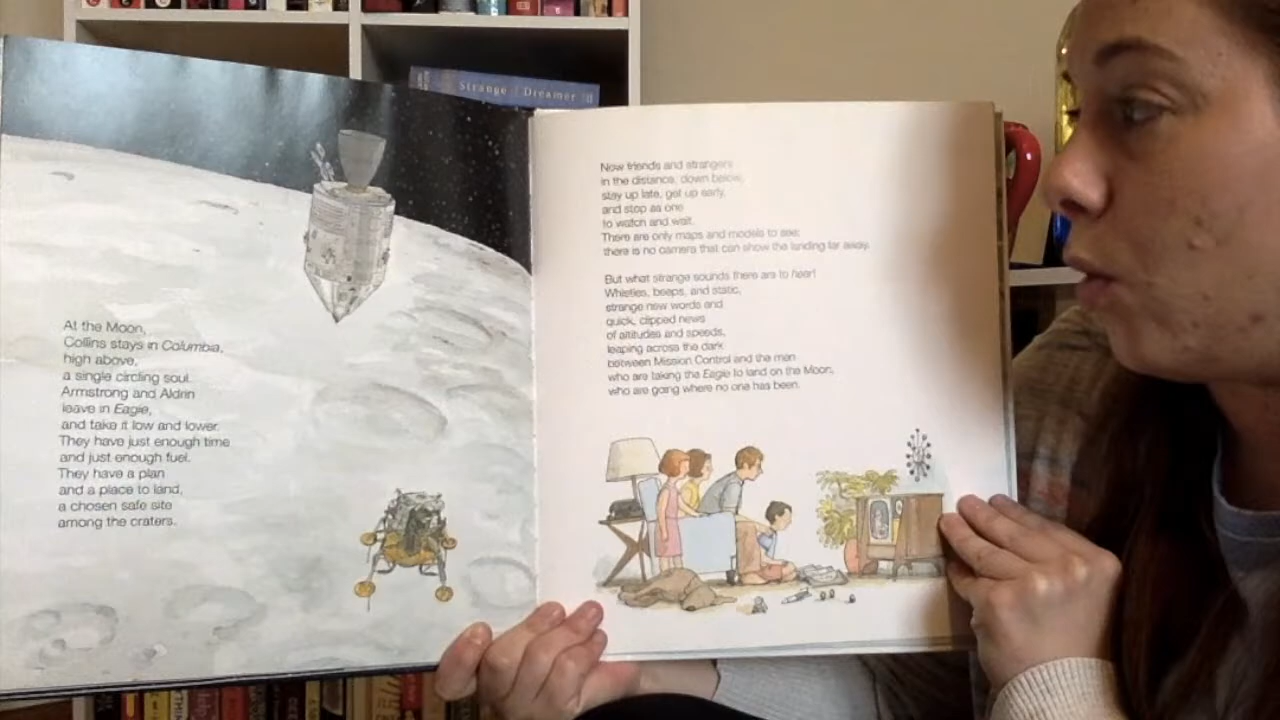 Strange Dreamer
At the Moon,
Collins stays in Columbia,
high above,
a single circling soul.
Armstrong and Aldrin
leave in Eagle,
and take it low and lower.
They have just enough time
and just enough fuel.
They have a plan
and a place to land,
a chosen safe site
among the craters.
Now friends and strangers
in the distance, down below,
stay up late, get up early,
and stop as one
to watch and wait.
There are only maps and models to see;
there is no camera that can show the landing far away.
But what strange sounds there are to hear!
Whistles, beeps, and static,
strange new words and
quick, clipped news
of altitudes and speeds,
leaping across the dark
between Mission Control and the men
who are taking the Eagle to land on the Moon,
who are going where no one has been.